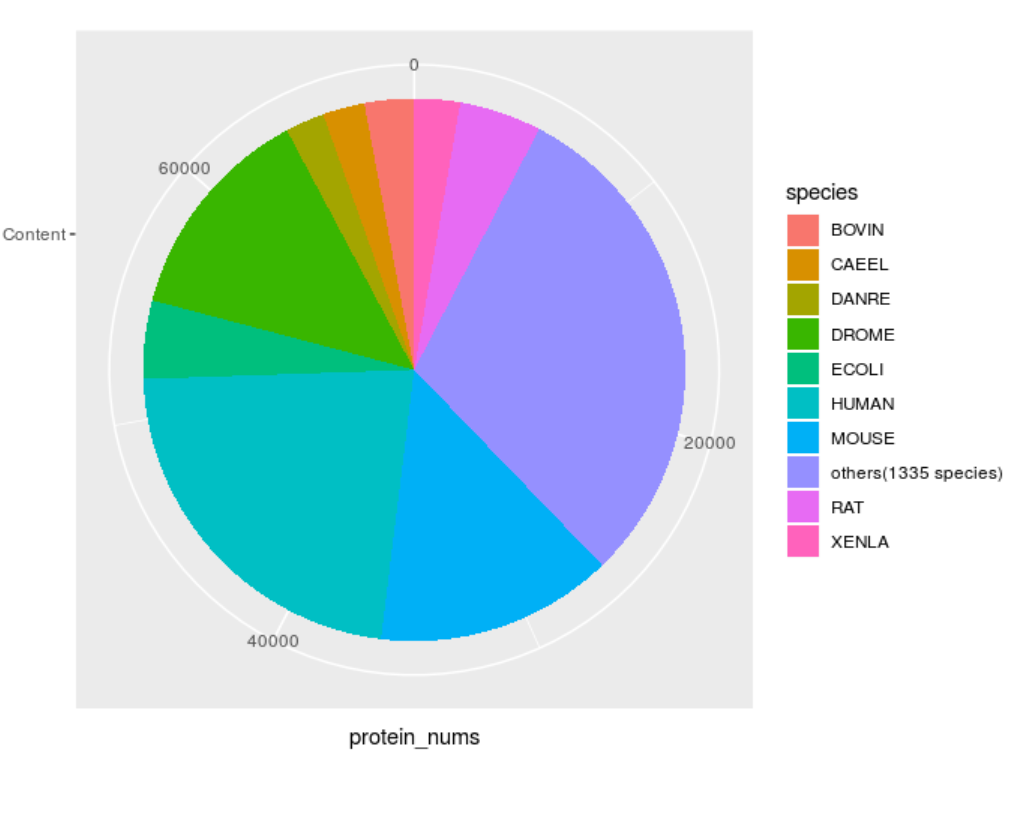 0
60000
Content
20000
40000
protein_nums
species
BOVIN
CAEEL
DANRE
DROME
ECOLI
HUMAN
MOUSE
others(1335 species)
RAT
XENLA